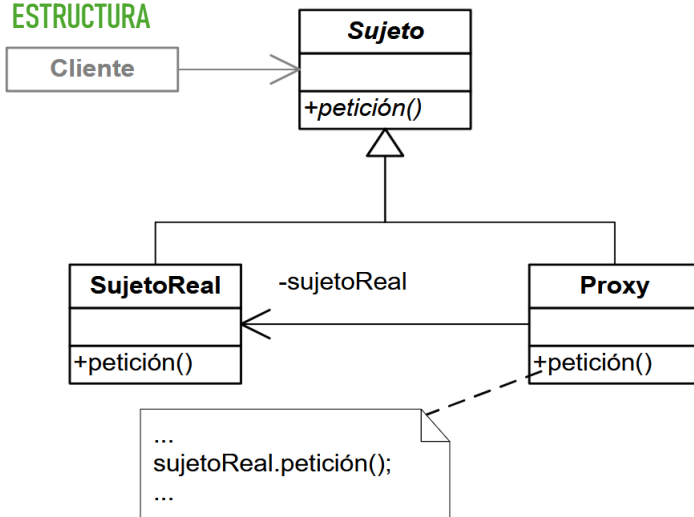 ESTRUCTURA
Sujeto
Cliente
+petición()
SujetoReal
-sujetoReal
Proxy
+petición()
+petición()
...
sujetoReal.petición();
...